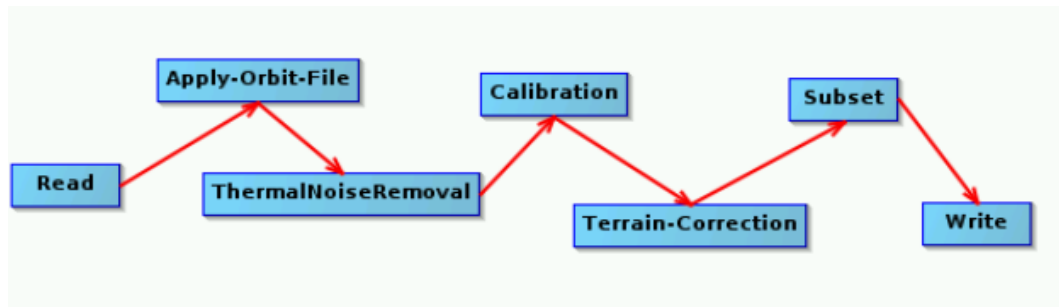 Read
Apply-Orbit-File
ThermalNoiseRemoval
Calibration
Terrain-Correction
Subset
Write